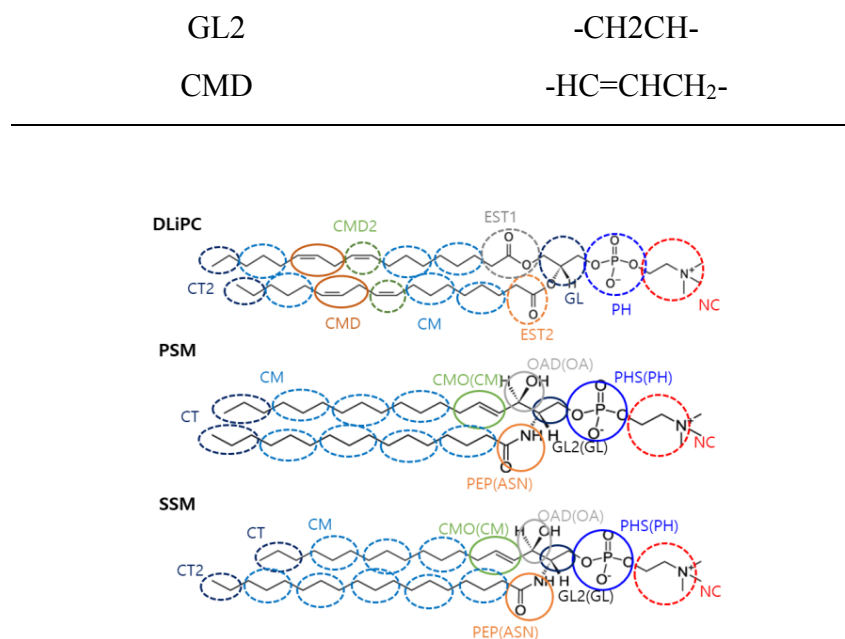 GL2 -CH2CH-
CMD -HC=CHCH₂-
DLiPC
CMD2
EST1
O
O
O
O
P
O
O⁻
N⁺
H
O
O
CT2
CMD
CM
EST2
GL
PH
NC
PSM
CM
CMO(CM)
OAD(OA)
PHS(PH)
H
OH
O
O
P
O
O⁻
N⁺
CT
NH
H
O
GL2(GL)
NC
PEP(ASN)
SSM
CT
CM
CMO(CM)
OAD(OA)
PHS(PH)
H
OH
O
O
P
O
O⁻
N⁺
CT2
NH
H
O
GL2(GL)
NC
PEP(ASN)